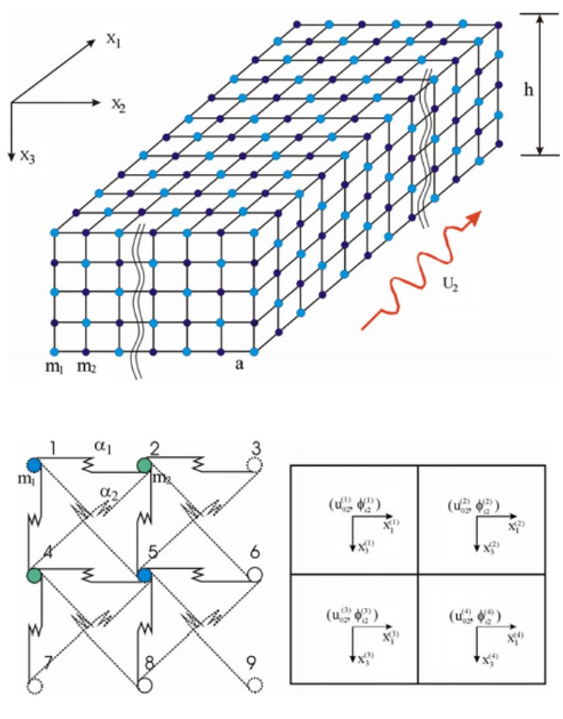 X₁
X₂
X₃
h
U₂
m₁ m₂ a
1 α₁ 2 3
m₁ m₂
α₂
4 5 6
7 8 9
(u₀₂⁽¹⁾, ϕᵢ₂⁽¹⁾) (u₀₂⁽²⁾, ϕᵢ₂⁽²⁾)
X₁⁽¹⁾ X₁⁽²⁾
X₃⁽¹⁾ X₃⁽²⁾
(u₀₂⁽³⁾, ϕᵢ₂⁽³⁾) (u₀₂⁽⁴⁾, ϕᵢ₂⁽⁴⁾)
X₁⁽³⁾ X₁⁽⁴⁾
X₃⁽³⁾ X₃⁽⁴⁾